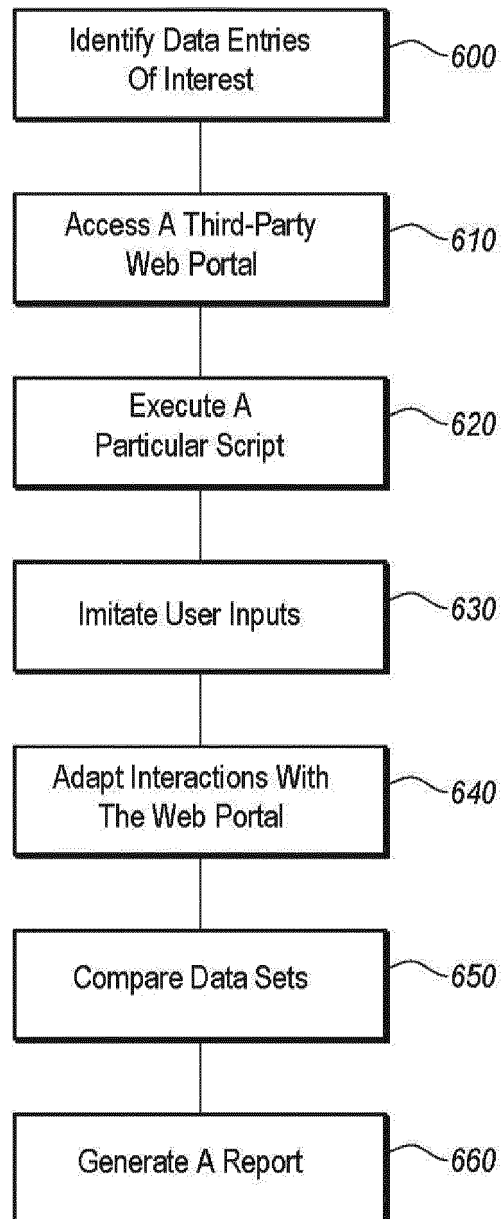 Identify Data Entries
Of Interest
600
Access A Third-Party
Web Portal
610
Execute A
Particular Script
620
Imitate User Inputs
630
Adapt Interactions With
The Web Portal
640
Compare Data Sets
650
Generate A Report
660